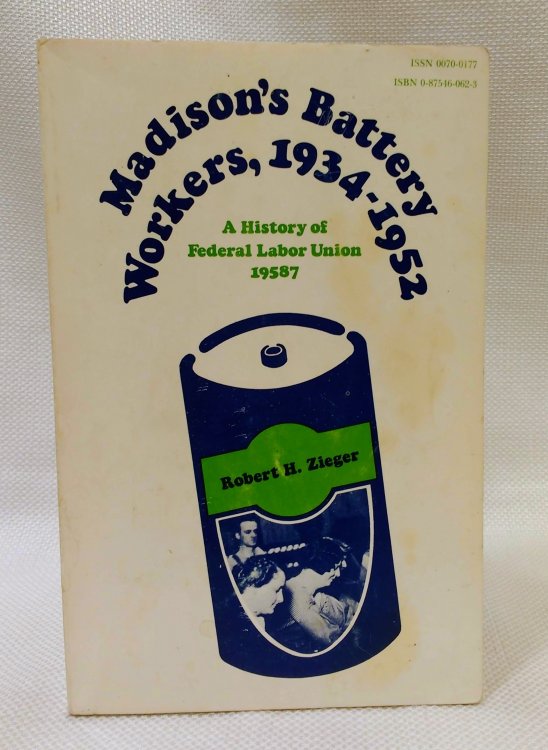 ISSN 0070-0177
ISBN 0-87546-062-3
Madison's Battery
Workers, 1934-1952
A History of
Federal Labor Union
19587
Robert H. Zieger